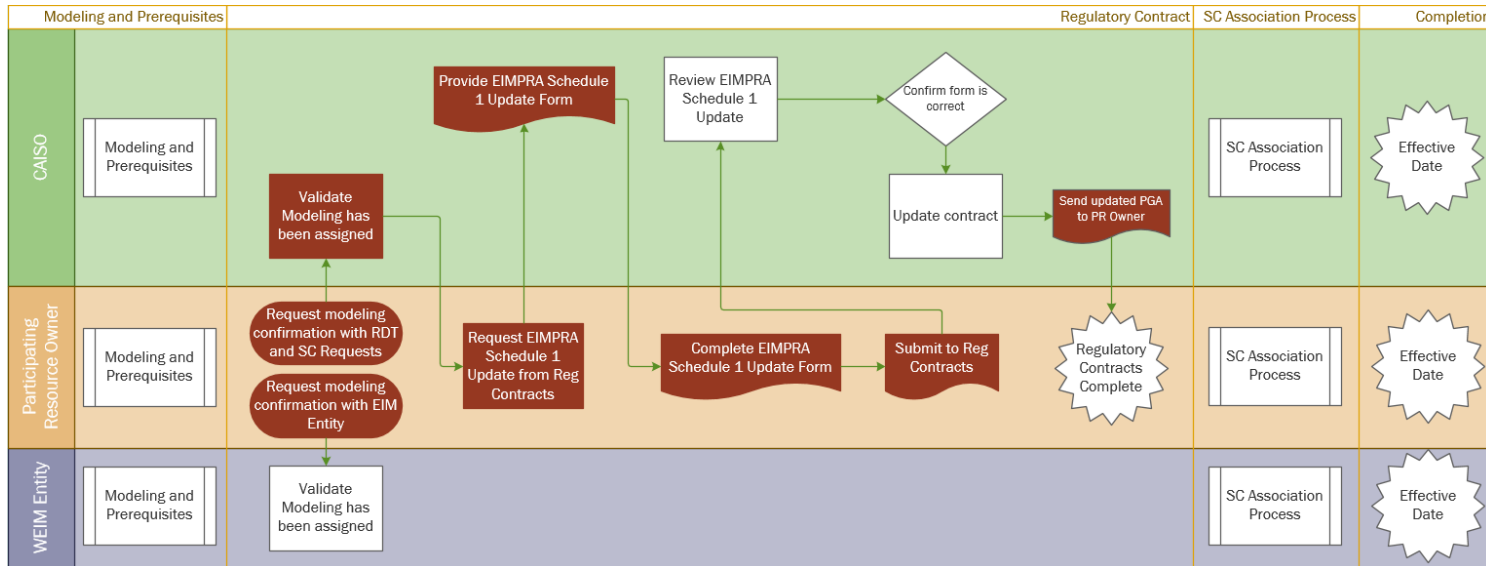 Modeling and Prerequisites
Regulatory Contract
SC Association Process
Completion
CAISO
Modeling and
Prerequisites
Validate
Modeling has
been assigned
Provide EIMPRA Schedule
1 Update Form
Review EIMPRA
Schedule 1
Update
Confirm form is
correct
Update contract
Send updated PGA
to PR Owner
SC Association
Process
Effective
Date
Participating
Resource Owner
Modeling and
Prerequisites
Request modeling
confirmation with RDT
and SC Requests
Request modeling
confirmation with EIM
Entity
Request EIMPRA
Schedule 1
Update from Reg
Contracts
Complete EIMPRA
Schedule 1 Update Form
Submit to Reg
Contracts
Regulatory
Contracts
Complete
SC Association
Process
Effective
Date
WEIM Entity
Modeling and
Prerequisites
Validate
Modeling has
been assigned
SC Association
Process
Effective
Date